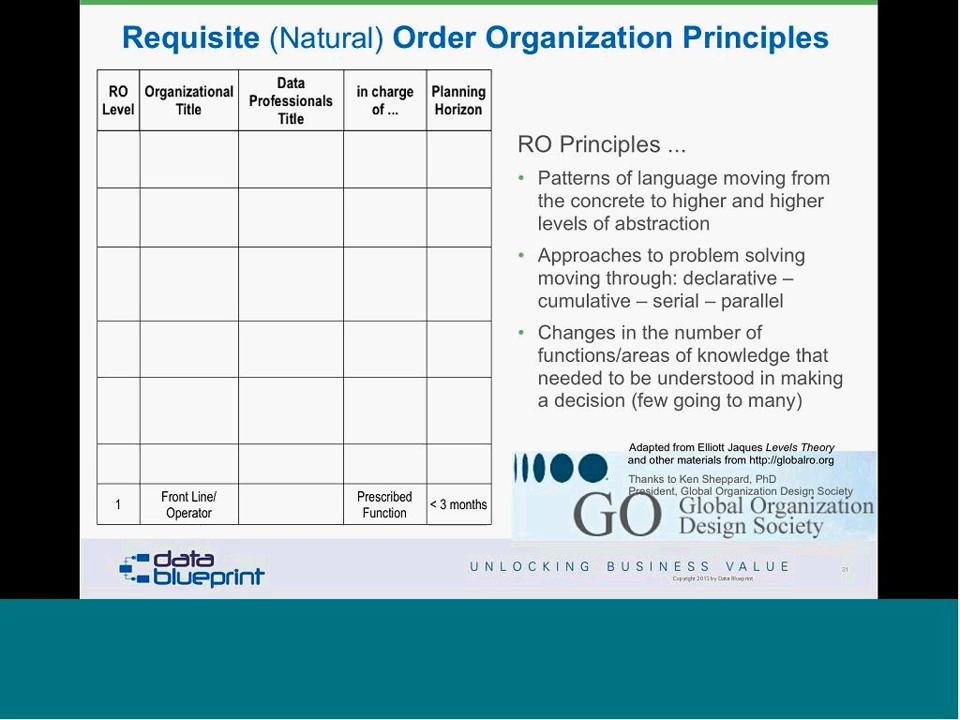 Requisite (Natural) Order Organization Principles
RO Level
Organizational Title
Data Professionals Title
in charge of ...
Planning Horizon
1
Front Line/ Operator
Prescribed Function
< 3 months
RO Principles ...
• Patterns of language moving from
the concrete to higher and higher
levels of abstraction
• Approaches to problem solving
moving through: declarative –
cumulative – serial – parallel
• Changes in the number of
functions/areas of knowledge that
needed to be understood in making
a decision (few going to many)
Adapted from Elliott Jaques Levels Theory
and other materials from http://globalro.org
Thanks to Ken Sheppard, PhD
President, Global Organization Design Society
GO Global Organization
Design Society
data
blueprint
UNLOCKING BUSINESS VALUE
Copyright 2013 by Data Blueprint